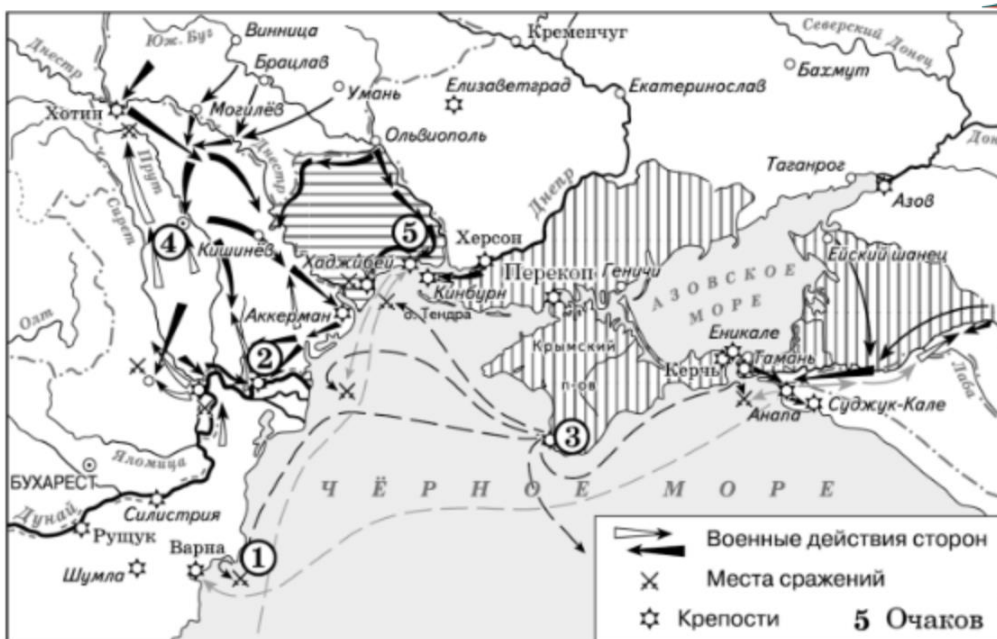 Винница
Кременчуг
Северский Донец
Днестр
Юж. Буг
Брацлав
Бахмут
Умань
Елизаветград
Екатеринослав
Хотин
Могилёв
Ольвиополь
Дон
Прут
Днестр
Днепр
Таганрог
Азов
Сирет
4
5
Херсон
Кишинёв
Хаджибей
Перекоп
Геничи
Ейский шанец
Кинбурн
АЗОВСКОЕ
МОРЕ
Олт
Аккерман
о. Тендра
Крымский
Еникале
2
Керчь
Тамань
п-ов
Лаба
Анапа
Суджук-Кале
3
Яломица
БУХАРЕСТ
ЧЁРНОЕ МОРЕ
Силистрия
Дунай
Рущук
Варна
1
Шумла
Военные действия сторон
Места сражений
Крепости
5 Очаков